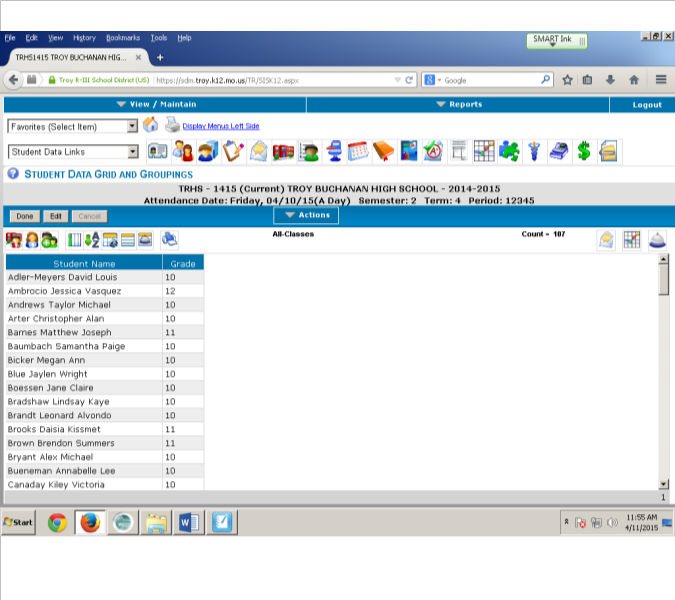 File Edit View History Bookmarks Tools Help
SMART Ink
TRHS1415 TROY BUCHANAN HIG...
Troy R-III School District (US) https://sdm.troy.k12.mo.us/TR/SISK12.aspx
Google
View / Maintain Reports Logout
Favorites (Select Item) Display Menus Left Side
Student Data Links
STUDENT DATA GRID AND GROUPINGS
TRHS - 1415 (Current) TROY BUCHANAN HIGH SCHOOL - 2014-2015
Attendance Date: Friday, 04/10/15(A Day) Semester: 2 Term: 4 Period: 12345
Done Edit Cancel Actions
All-Classes Count = 107
Student Name Grade
Adler-Meyers David Louis 10
Ambrocio Jessica Vasquez 12
Andrews Taylor Michael 10
Arter Christopher Alan 10
Barnes Matthew Joseph 11
Baumbach Samantha Paige 10
Bicker Megan Ann 10
Blue Jaylen Wright 10
Boessen Jane Claire 10
Bradshaw Lindsay Kaye 10
Brandt Leonard Alvondo 10
Brooks Daisia Kissmet 11
Brown Brendon Summers 11
Bryant Alex Michael 10
Bueneman Annabelle Lee 10
Canaday Kiley Victoria 10
1
Start
11:55 AM
4/11/2015